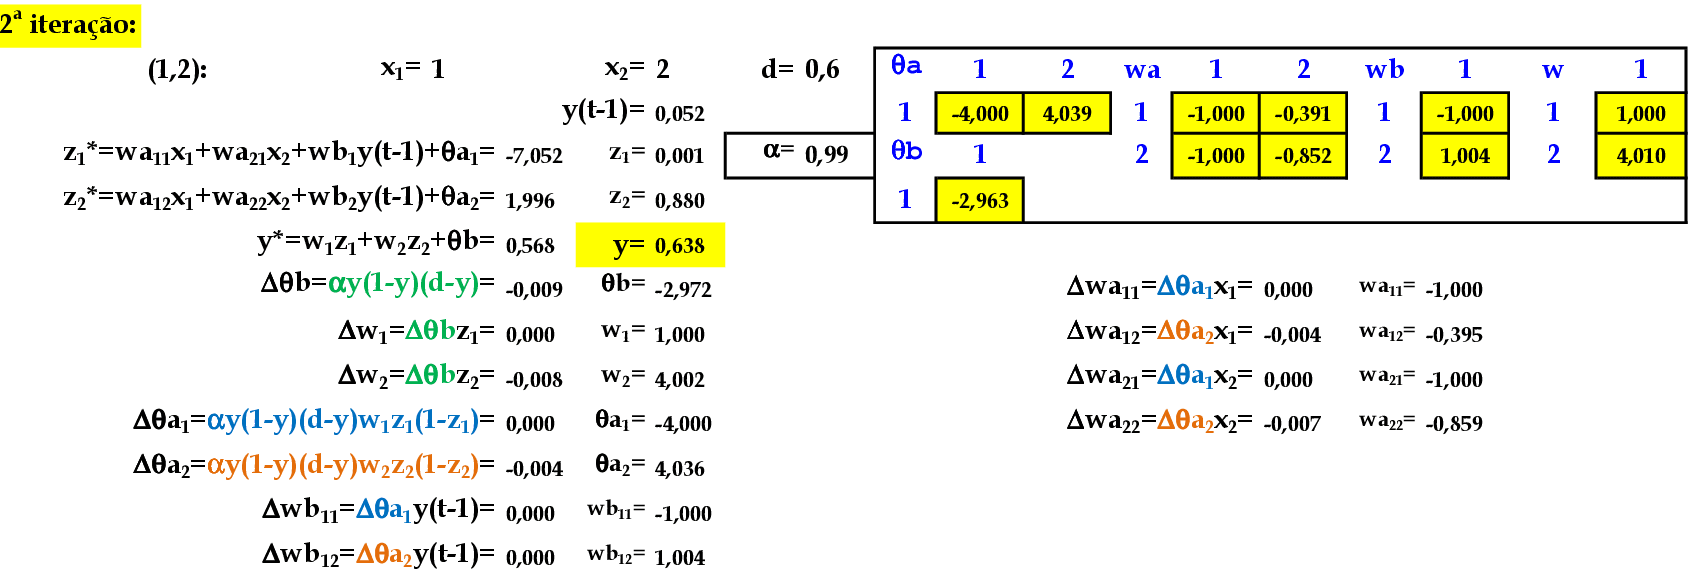 2ª iteração:
(1,2): x₁= 1 x₂= 2 d= 0,6 θa 1 2 wa 1 2 wb 1 w 1
y(t-1)= 0,052 1 -4,000 4,039 1 -1,000 -0,391 1 -1,000 1 1,000
z₁*=wa₁₁x₁+wa₂₁x₂+wb₁y(t-1)+θa₁= -7,052 z₁= 0,001 α= 0,99 θb 1 2 -1,000 -0,852 2 1,004 2 4,010
z₂*=wa₁₂x₁+wa₂₂x₂+wb₂y(t-1)+θa₂= 1,996 z₂= 0,880 1 -2,963
y*=w₁z₁+w₂z₂+θb= 0,568 y= 0,638
Δθb=αy(1-y)(d-y)= -0,009 θb= -2,972 Δwa₁₁=Δθa₁x₁= 0,000 wa₁₁= -1,000
Δw₁=Δθbz₁= 0,000 w₁= 1,000 Δwa₁₂=Δθa₂x₁= -0,004 wa₁₂= -0,395
Δw₂=Δθbz₂= -0,008 w₂= 4,002 Δwa₂₁=Δθa₁x₂= 0,000 wa₂₁= -1,000
Δθa₁=αy(1-y)(d-y)w₁z₁(1-z₁)= 0,000 θa₁= -4,000 Δwa₂₂=Δθa₂x₂= -0,007 wa₂₂= -0,859
Δθa₂=αy(1-y)(d-y)w₂z₂(1-z₂)= -0,004 θa₂= 4,036
Δwb₁₁=Δθa₁y(t-1)= 0,000 wb₁₁= -1,000
Δwb₁₂=Δθa₂y(t-1)= 0,000 wb₁₂= 1,004